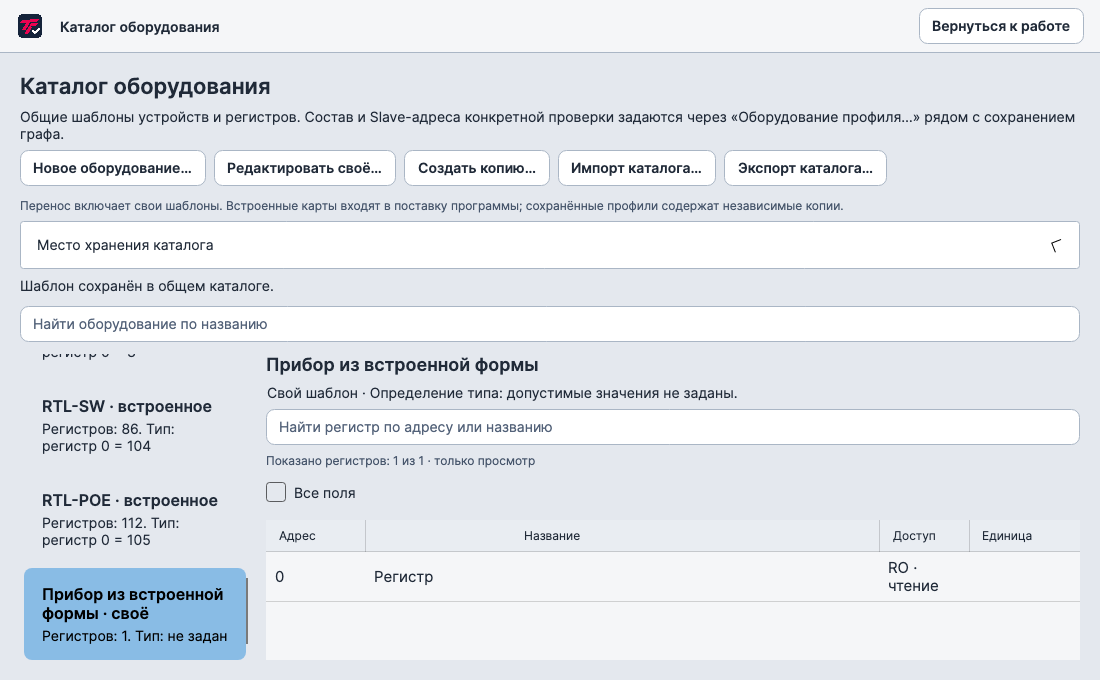 Каталог оборудования
Вернуться к работе
Каталог оборудования
Общие шаблоны устройств и регистров. Состав и Slave-адреса конкретной проверки задаются через «Оборудование профиля...» рядом с сохранением
графа.
Новое оборудование...
Редактировать своё...
Создать копию...
Импорт каталога...
Экспорт каталога...
Перенос включает свои шаблоны. Встроенные карты входят в поставку программы; сохранённые профили содержат независимые копии.
Место хранения каталога
Шаблон сохранён в общем каталоге.
Найти оборудование по названию
RTL-SW · встроенное
Регистров: 86. Тип:
регистр 0 = 104
RTL-POE · встроенное
Регистров: 112. Тип:
регистр 0 = 105
Прибор из встроенной
формы · своё
Регистров: 1. Тип: не задан
Прибор из встроенной формы
Свой шаблон · Определение типа: допустимые значения не заданы.
Найти регистр по адресу или названию
Показано регистров: 1 из 1 · только просмотр
Все поля
Адрес Название Доступ Единица
0 Регистр RO ·
чтение